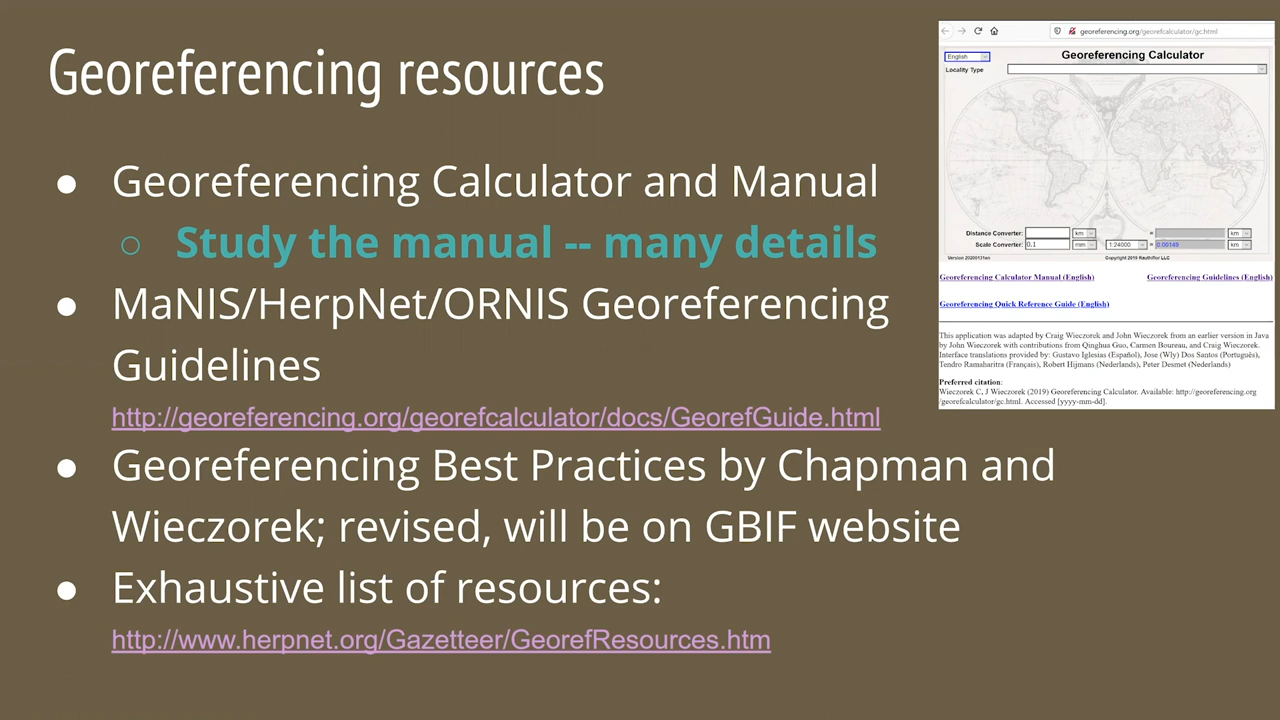 Georeferencing resources
● Georeferencing Calculator and Manual
○ Study the manual -- many details
● MaNIS/HerpNet/ORNIS Georeferencing
Guidelines
http://georeferencing.org/georefcalculator/docs/GeorefGuide.html
● Georeferencing Best Practices by Chapman and
Wieczorek; revised, will be on GBIF website
● Exhaustive list of resources:
http://www.herpnet.org/Gazetteer/GeorefResources.htm
georeferencing.org/georefcalculator/gc.html
English
Georeferencing Calculator
Locality Type
Distance Converter: km = km
Scale Converter: 0.1 mm 1:24000 = 0.00149 km
Version 20200131en Copyright 2019 Rauthiflor LLC
Georeferencing Calculator Manual (English) Georeferencing Guidelines (English)
Georeferencing Quick Reference Guide (English)
This application was adapted by Craig Wieczorek and John Wieczorek from an earlier version in Java
by John Wieczorek with contributions from Qinghua Guo, Carmen Boureau, and Craig Wieczorek.
Interface translations provided by: Gustavo Iglesias (Español), Jose (Wly) Dos Santos (Português),
Tendro Ramaharitra (Français), Robert Hijmans (Nederlands), Peter Desmet (Nederlands)
Preferred citation:
Wieczorek C, J Wieczorek (2019) Georeferencing Calculator. Available: http://georeferencing.org
/georefcalculator/gc.html. Accessed [yyyy-mm-dd].